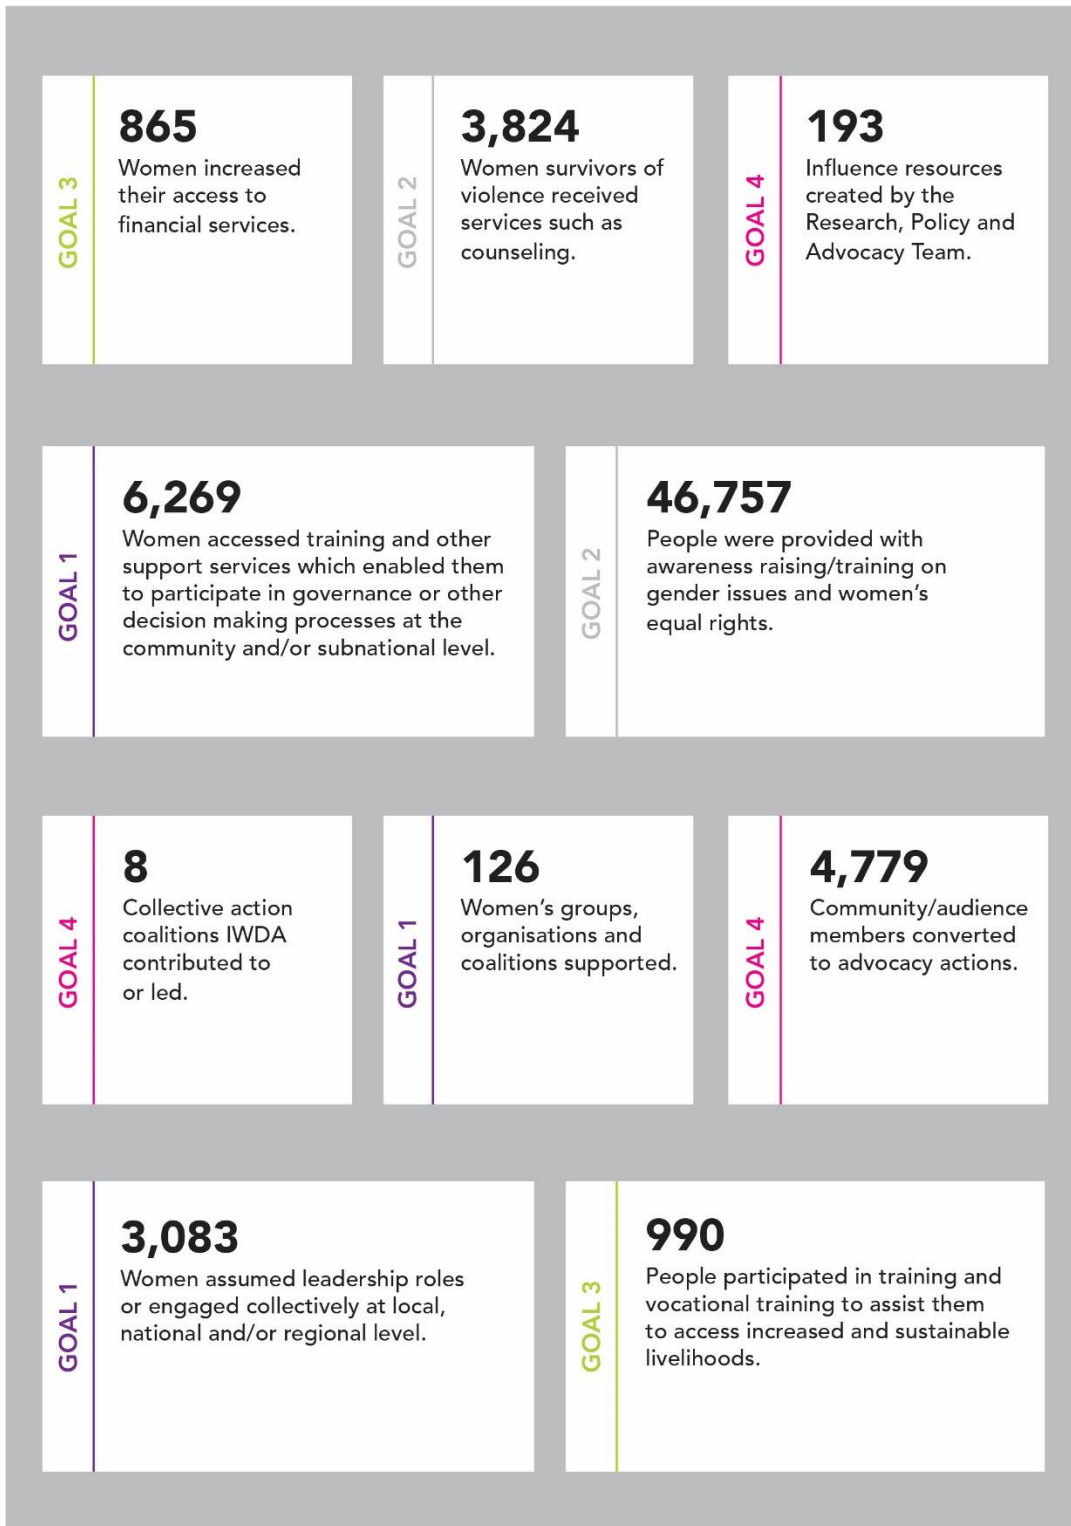 GOAL 3
865
Women increased
their access to
financial services.
GOAL 2
3,824
Women survivors of
violence received
services such as
counseling.
GOAL 4
193
Influence resources
created by the
Research, Policy and
Advocacy Team.
GOAL 1
6,269
Women accessed training and other
support services which enabled them
to participate in governance or other
decision making processes at the
community and/or subnational level.
GOAL 2
46,757
People were provided with
awareness raising/training on
gender issues and women's
equal rights.
GOAL 4
8
Collective action
coalitions IWDA
contributed to
or led.
GOAL 1
126
Women's groups,
organisations and
coalitions supported.
GOAL 4
4,779
Community/audience
members converted
to advocacy actions.
GOAL 1
3,083
Women assumed leadership roles
or engaged collectively at local,
national and/or regional level.
GOAL 3
990
People participated in training and
vocational training to assist them
to access increased and sustainable
livelihoods.